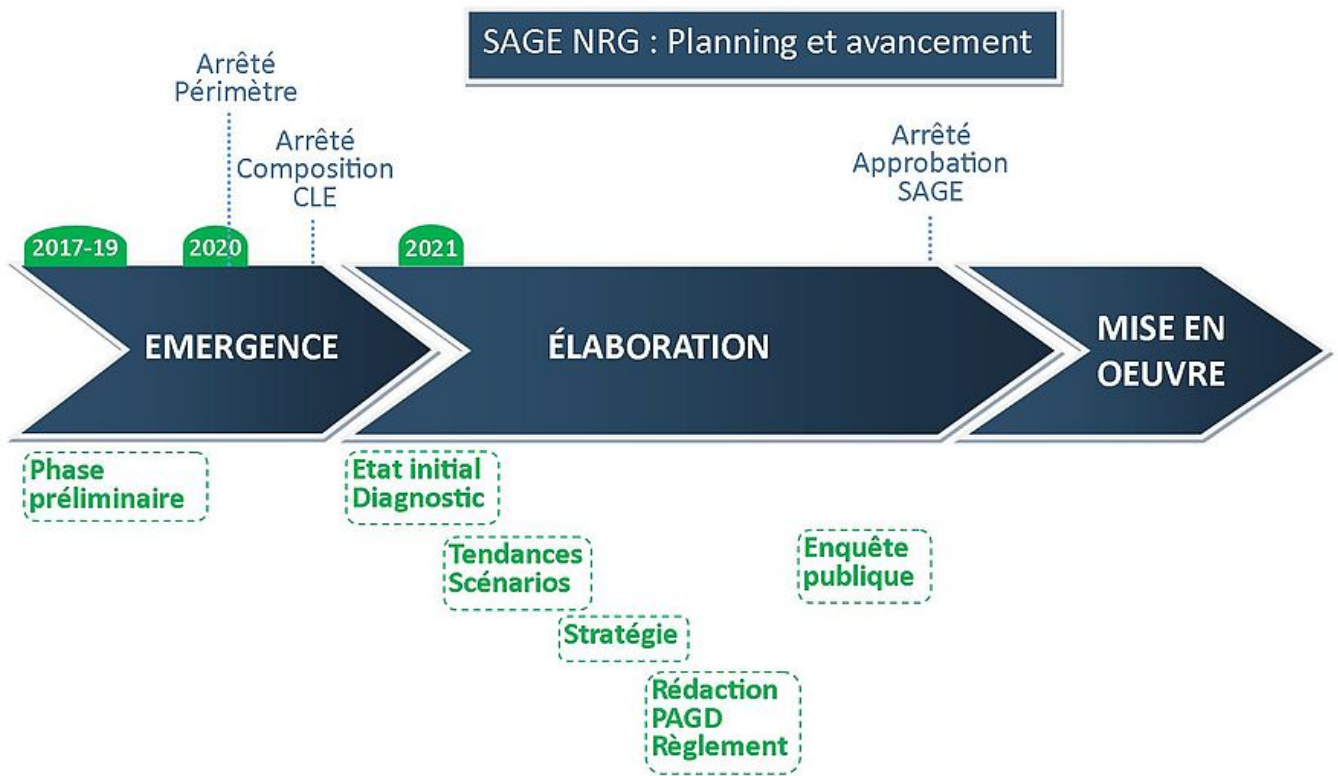 SAGE NRG : Planning et avancement
Arrêté
Périmètre
Arrêté
Composition
CLE
Arrêté
Approbation
SAGE
2017-19
2020
2021
EMERGENCE
ÉLABORATION
MISE EN
OEUVRE
Phase
préliminaire
Etat initial
Diagnostic
Tendances
Scénarios
Stratégie
Rédaction
PAGD
Règlement
Enquête
publique